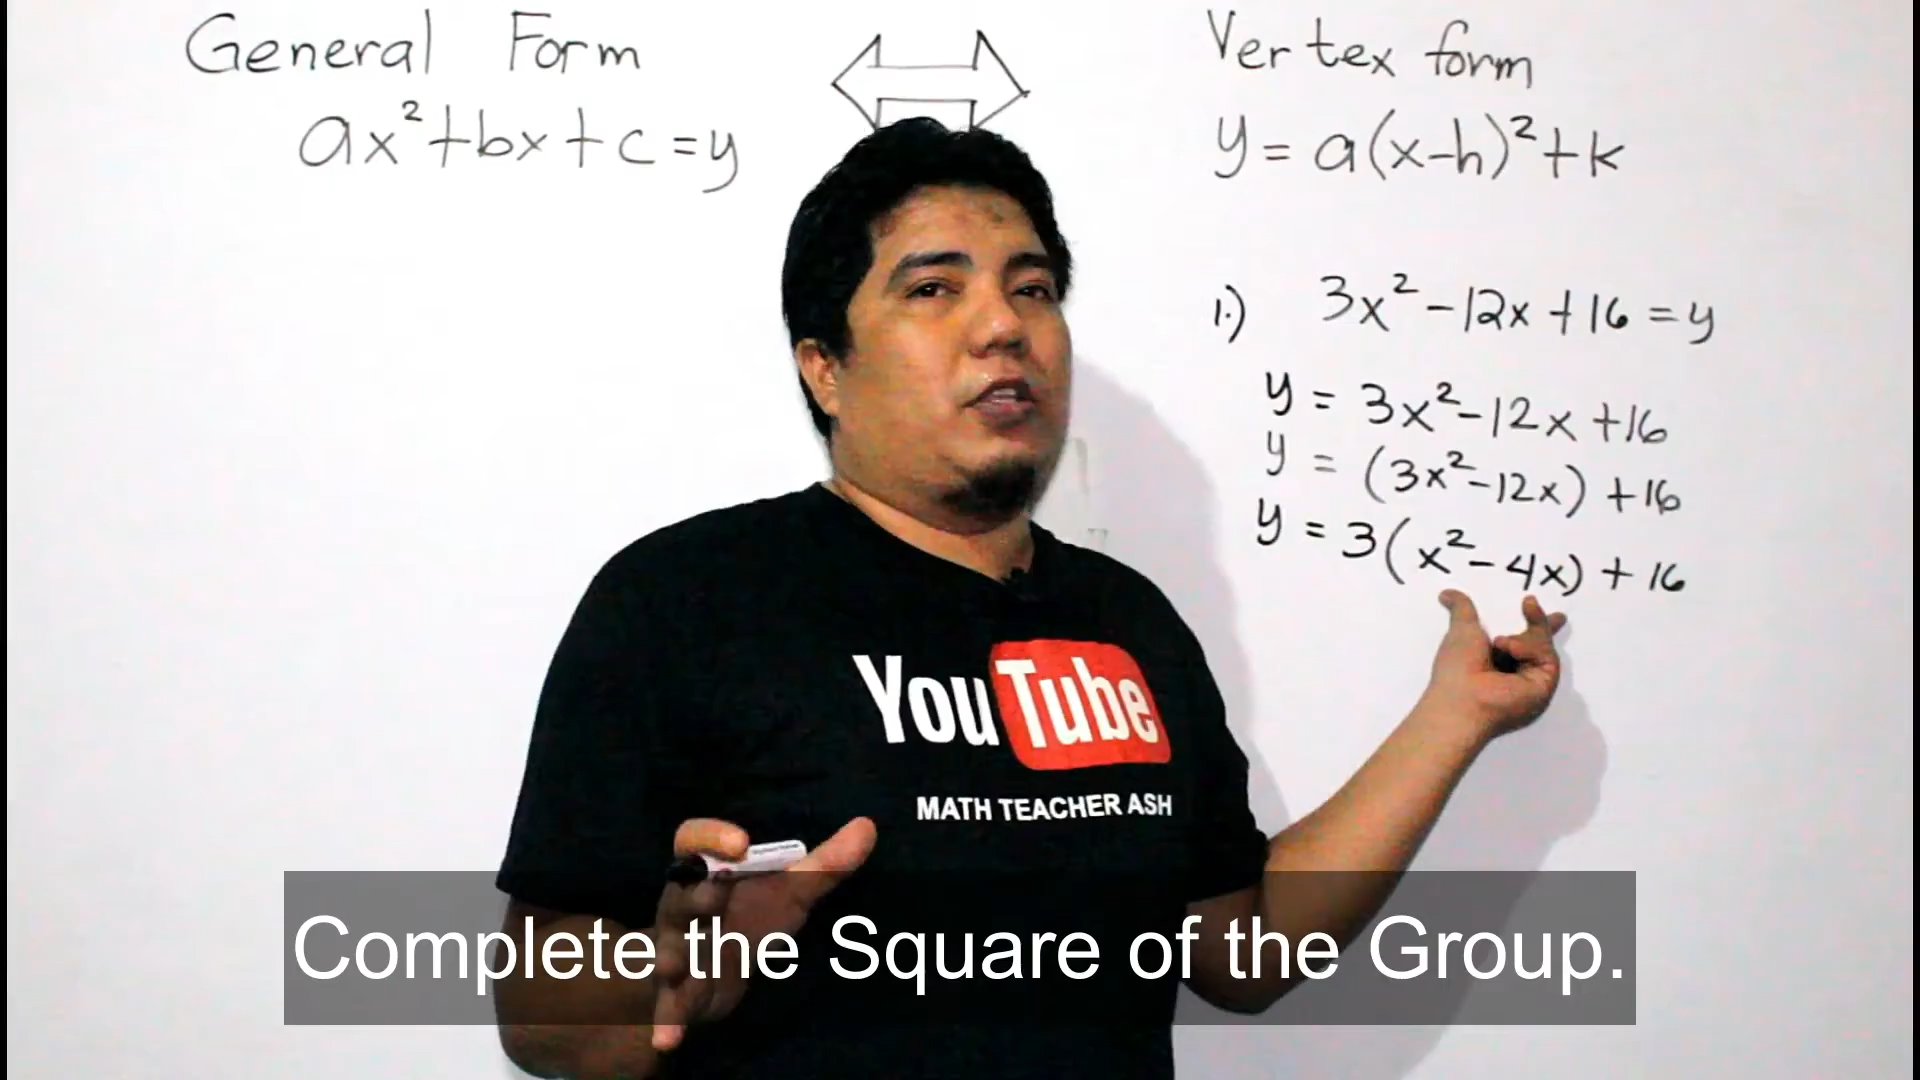 General Form
ax²+bx+c=y
Vertex form
y=a(x-h)²+k
1.) 3x²-12x+16=y
y = 3x²-12x+16
y = (3x²-12x)+16
y = 3(x²-4x)+16
YouTube
MATH TEACHER ASH
Complete the Square of the Group.